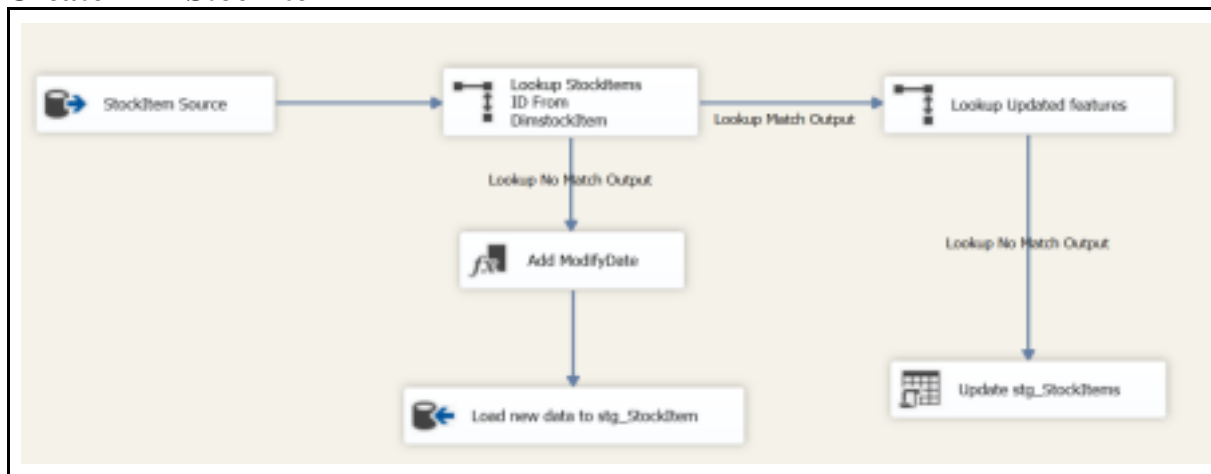 StockItem Source
Lookup StockItems
ID From
DimstockItem
Lookup Match Output
Lookup Updated features
Lookup No Match Output
Add ModifyDate
Lookup No Match Output
Load new data to stg_StockItem
Update stg_StockItems